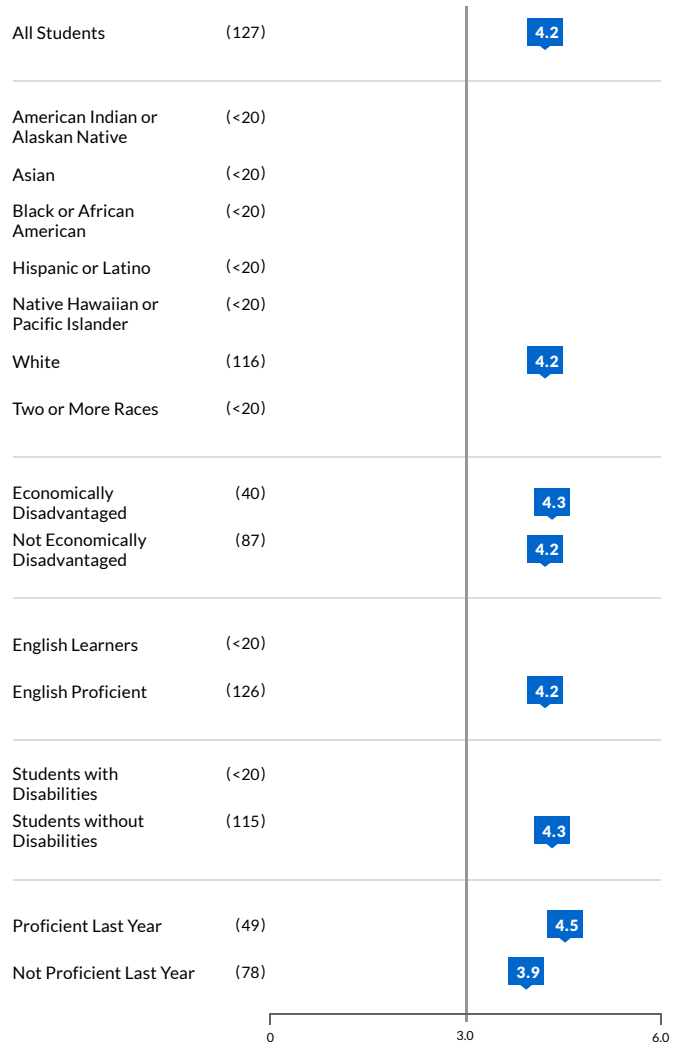 All Students (127) 4.2
American Indian or (<20)
Alaskan Native
Asian (<20)
Black or African (<20)
American
Hispanic or Latino (<20)
Native Hawaiian or (<20)
Pacific Islander
White (116) 4.2
Two or More Races (<20)
Economically (40) 4.3
Disadvantaged
Not Economically (87) 4.2
Disadvantaged
English Learners (<20)
English Proficient (126) 4.2
Students with (<20)
Disabilities
Students without (115) 4.3
Disabilities
Proficient Last Year (49) 4.5
Not Proficient Last Year (78) 3.9
0 3.0 6.0